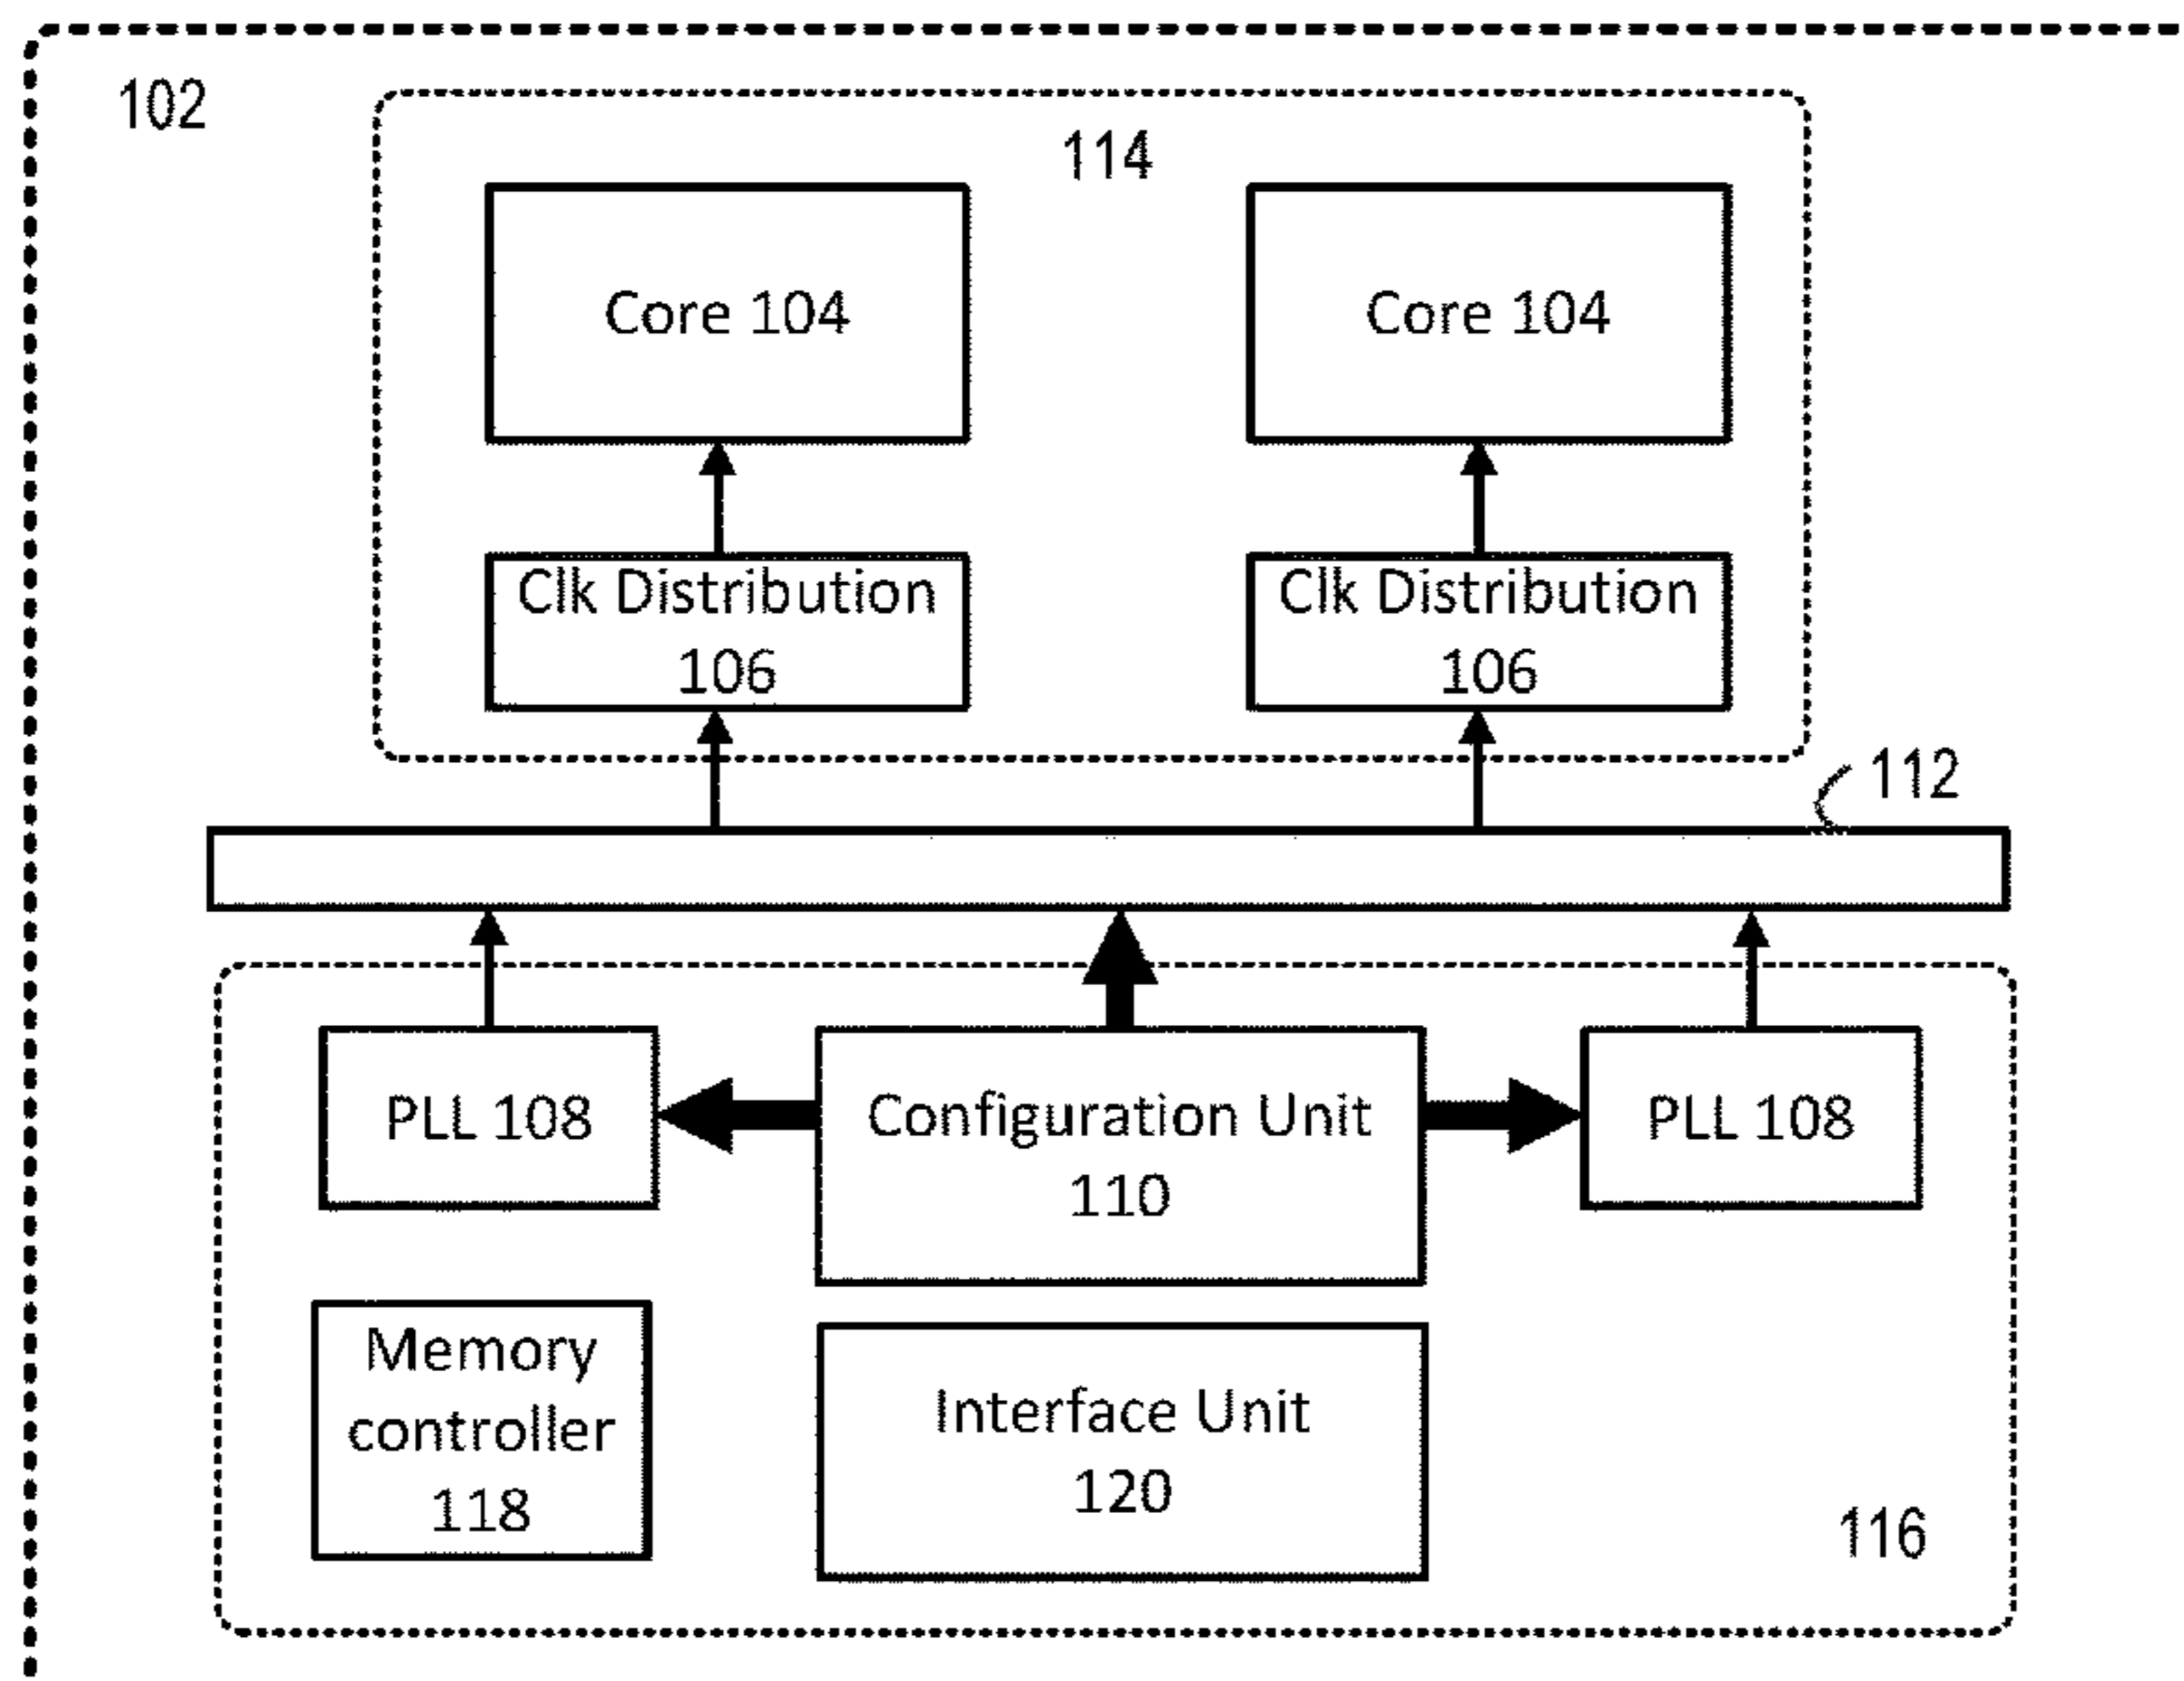 102
114
Core 104
Core 104
Clk Distribution
106
Clk Distribution
106
112
PLL 108
Configuration Unit
110
PLL 108
Memory
controller
118
Interface Unit
120
116